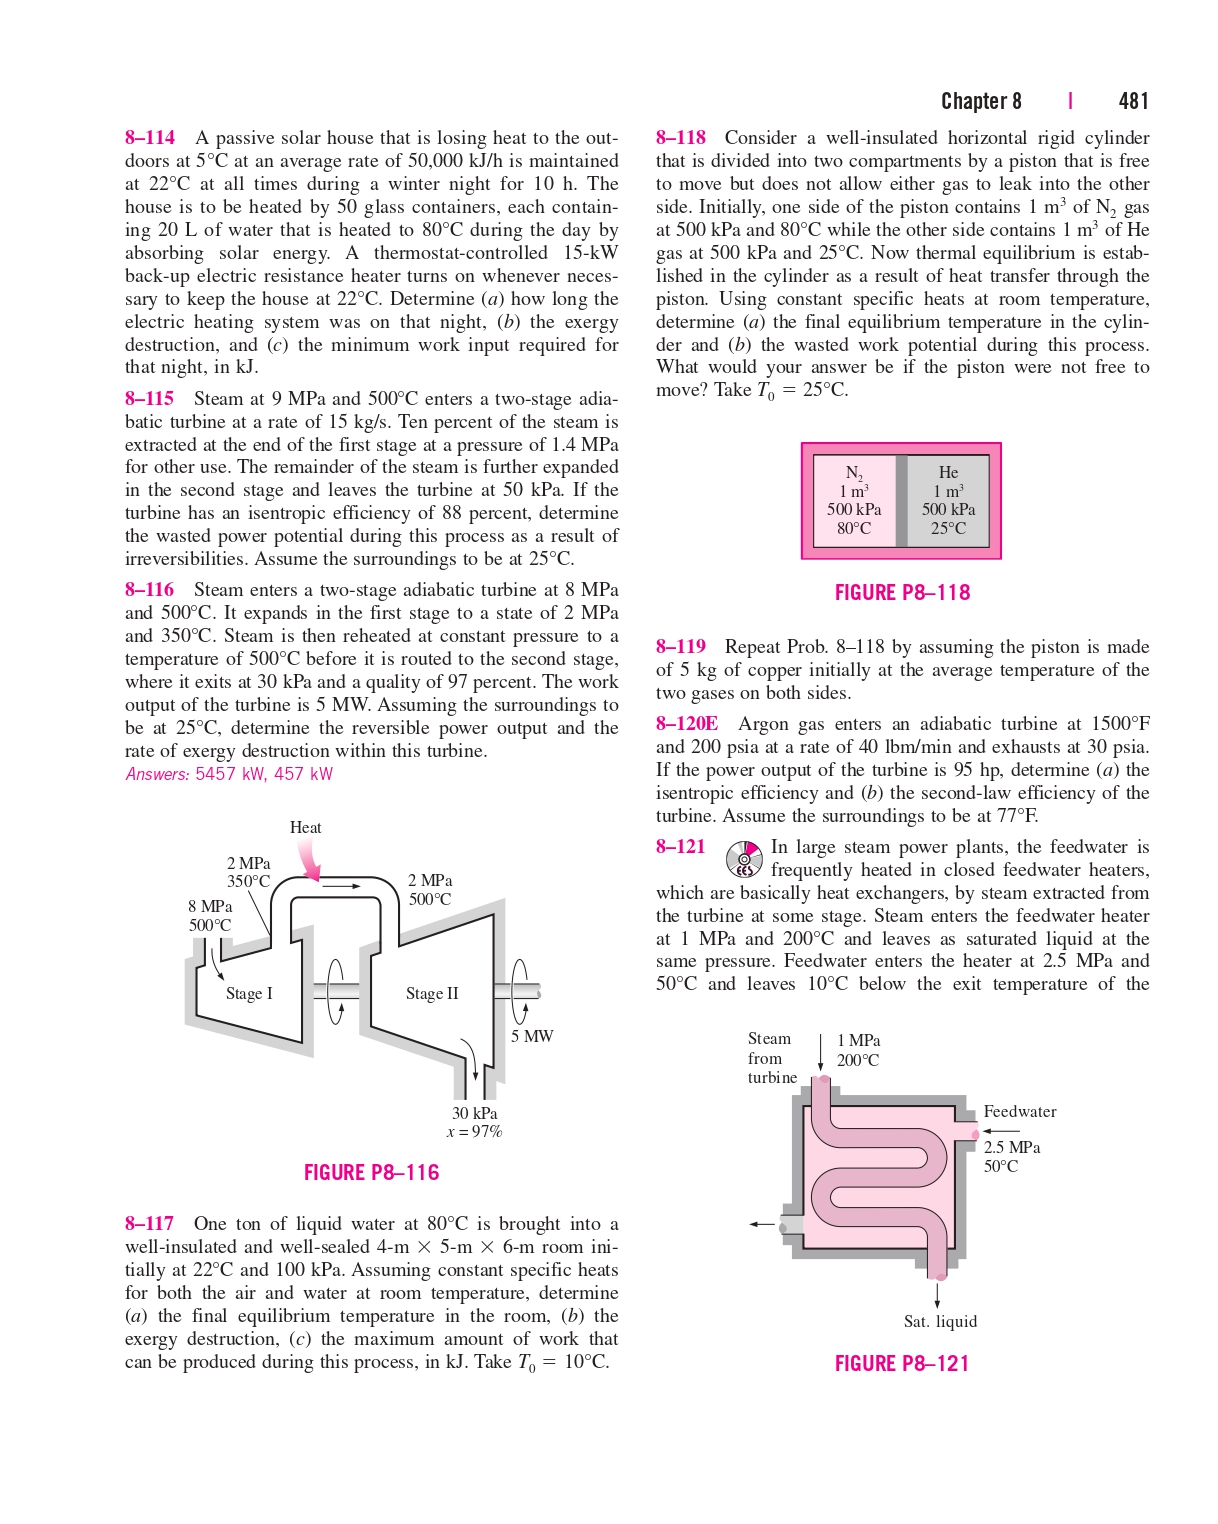 Chapter 8 | 481
8–114 A passive solar house that is losing heat to the out-
doors at 5°C at an average rate of 50,000 kJ/h is maintained
at 22°C at all times during a winter night for 10 h. The
house is to be heated by 50 glass containers, each contain-
ing 20 L of water that is heated to 80°C during the day by
absorbing solar energy. A thermostat-controlled 15-kW
back-up electric resistance heater turns on whenever neces-
sary to keep the house at 22°C. Determine (a) how long the
electric heating system was on that night, (b) the exergy
destruction, and (c) the minimum work input required for
that night, in kJ.
8–115 Steam at 9 MPa and 500°C enters a two-stage adia-
batic turbine at a rate of 15 kg/s. Ten percent of the steam is
extracted at the end of the first stage at a pressure of 1.4 MPa
for other use. The remainder of the steam is further expanded
in the second stage and leaves the turbine at 50 kPa. If the
turbine has an isentropic efficiency of 88 percent, determine
the wasted power potential during this process as a result of
irreversibilities. Assume the surroundings to be at 25°C.
8–116 Steam enters a two-stage adiabatic turbine at 8 MPa
and 500°C. It expands in the first stage to a state of 2 MPa
and 350°C. Steam is then reheated at constant pressure to a
temperature of 500°C before it is routed to the second stage,
where it exits at 30 kPa and a quality of 97 percent. The work
output of the turbine is 5 MW. Assuming the surroundings to
be at 25°C, determine the reversible power output and the
rate of exergy destruction within this turbine.
Answers: 5457 kW, 457 kW
Heat
2 MPa
350°C
2 MPa
500°C
8 MPa
500°C
Stage I
Stage II
5 MW
30 kPa
x = 97%
FIGURE P8–116
8–117 One ton of liquid water at 80°C is brought into a
well-insulated and well-sealed 4-m × 5-m × 6-m room ini-
tially at 22°C and 100 kPa. Assuming constant specific heats
for both the air and water at room temperature, determine
(a) the final equilibrium temperature in the room, (b) the
exergy destruction, (c) the maximum amount of work that
can be produced during this process, in kJ. Take T₀ = 10°C.
8–118 Consider a well-insulated horizontal rigid cylinder
that is divided into two compartments by a piston that is free
to move but does not allow either gas to leak into the other
side. Initially, one side of the piston contains 1 m³ of N₂ gas
at 500 kPa and 80°C while the other side contains 1 m³ of He
gas at 500 kPa and 25°C. Now thermal equilibrium is estab-
lished in the cylinder as a result of heat transfer through the
piston. Using constant specific heats at room temperature,
determine (a) the final equilibrium temperature in the cylin-
der and (b) the wasted work potential during this process.
What would your answer be if the piston were not free to
move? Take T₀ = 25°C.
N₂
1 m³
500 kPa
80°C
He
1 m³
500 kPa
25°C
FIGURE P8–118
8–119 Repeat Prob. 8–118 by assuming the piston is made
of 5 kg of copper initially at the average temperature of the
two gases on both sides.
8–120E Argon gas enters an adiabatic turbine at 1500°F
and 200 psia at a rate of 40 lbm/min and exhausts at 30 psia.
If the power output of the turbine is 95 hp, determine (a) the
isentropic efficiency and (b) the second-law efficiency of the
turbine. Assume the surroundings to be at 77°F.
8–121 EES In large steam power plants, the feedwater is
frequently heated in closed feedwater heaters,
which are basically heat exchangers, by steam extracted from
the turbine at some stage. Steam enters the feedwater heater
at 1 MPa and 200°C and leaves as saturated liquid at the
same pressure. Feedwater enters the heater at 2.5 MPa and
50°C and leaves 10°C below the exit temperature of the
Steam
from
turbine
1 MPa
200°C
Feedwater
2.5 MPa
50°C
Sat. liquid
FIGURE P8–121